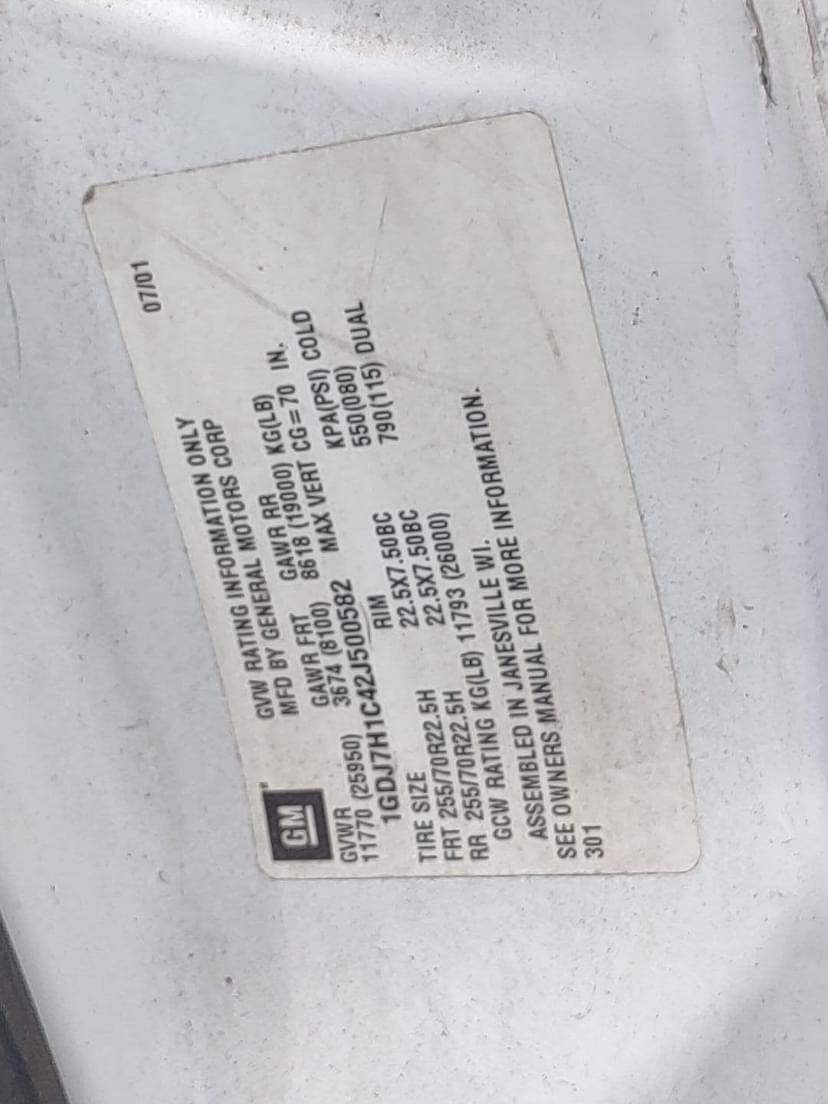 07/01
GM
GVW RATING INFORMATION ONLY
MFD BY GENERAL MOTORS CORP
GVWR GAWR FRT GAWR RR
11770 (25950) 3674 (8100) 8618 (19000) KG(LB)
1GDJ7H1C42J500582 MAX VERT CG=70 IN.
TIRE SIZE RIM KPA(PSI) COLD
FRT 255/70R22.5H 22.5X7.50BC 550(080)
RR 255/70R22.5H 22.5X7.50BC 790(115) DUAL
GCW RATING KG(LB) 11793 (26000)
ASSEMBLED IN JANESVILLE WI.
SEE OWNERS MANUAL FOR MORE INFORMATION.
301